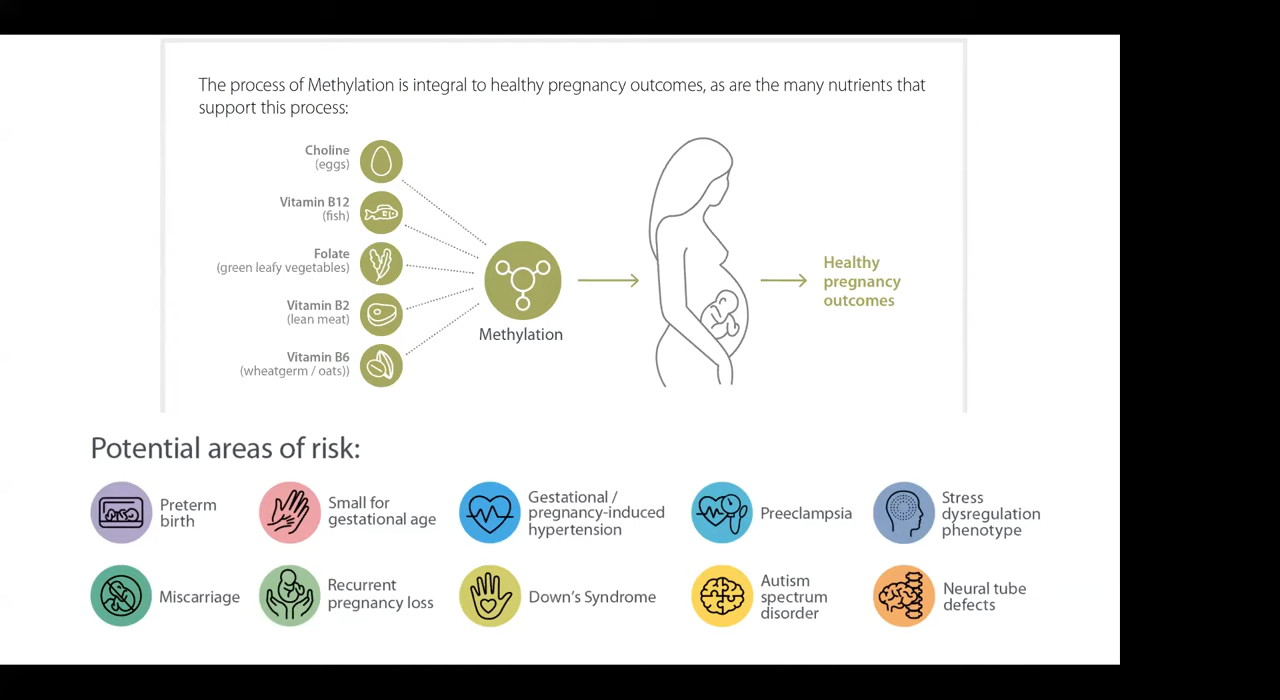 The process of Methylation is integral to healthy pregnancy outcomes, as are the many nutrients that
support this process:
Choline
(eggs)
Vitamin B12
(fish)
Folate
(green leafy vegetables)
Vitamin B2
(lean meat)
Vitamin B6
(wheatgerm / oats))
Methylation
Healthy
pregnancy
outcomes
Potential areas of risk:
Preterm
birth
Small for
gestational age
Gestational /
pregnancy-induced
hypertension
Preeclampsia
Stress
dysregulation
phenotype
Miscarriage
Recurrent
pregnancy loss
Down's Syndrome
Autism
spectrum
disorder
Neural tube
defects